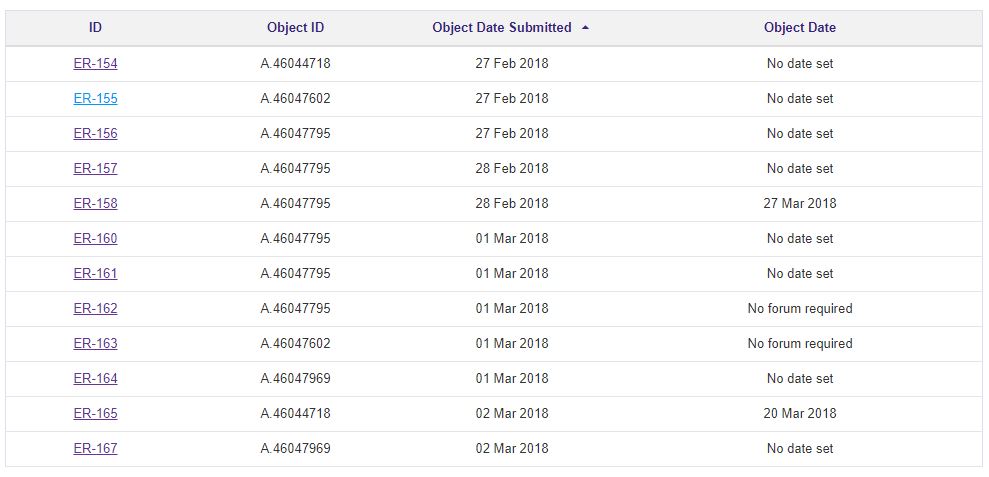 ID Object ID Object Date Submitted Object Date
ER-154 A.46044718 27 Feb 2018 No date set
ER-155 A.46047602 27 Feb 2018 No date set
ER-156 A.46047795 27 Feb 2018 No date set
ER-157 A.46047795 28 Feb 2018 No date set
ER-158 A.46047795 28 Feb 2018 27 Mar 2018
ER-160 A.46047795 01 Mar 2018 No date set
ER-161 A.46047795 01 Mar 2018 No date set
ER-162 A.46047795 01 Mar 2018 No forum required
ER-163 A.46047602 01 Mar 2018 No forum required
ER-164 A.46047969 01 Mar 2018 No date set
ER-165 A.46044718 02 Mar 2018 20 Mar 2018
ER-167 A.46047969 02 Mar 2018 No date set